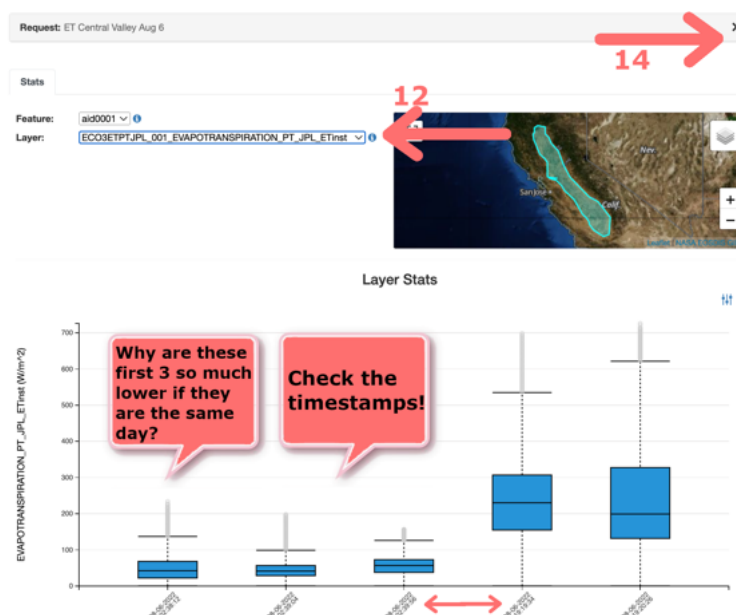 Request: ET Central Valley Aug 6
14
Stats
12
Feature: aid0001
Layer: ECO3ETPTJPL_001_EVAPOTRANSPIRATION_PT_JPL_ETinst
Nev.
San Jose
Calif.
+
−
Layer Stats
EVAPOTRANSPIRATION_PT_JPL_ETinst (W/m^2)
700
600
500
400
300
200
100
0
Why are these
first 3 so much
lower if they
are the same
day?
Check the
timestamps!